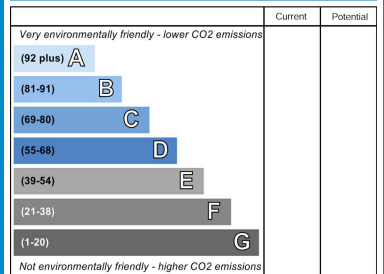 Current Potential
Very environmentally friendly - lower CO2 emissions
(92 plus) A
(81-91) B
(69-80) C
(55-68) D
(39-54) E
(21-38) F
(1-20) G
Not environmentally friendly - higher CO2 emissions